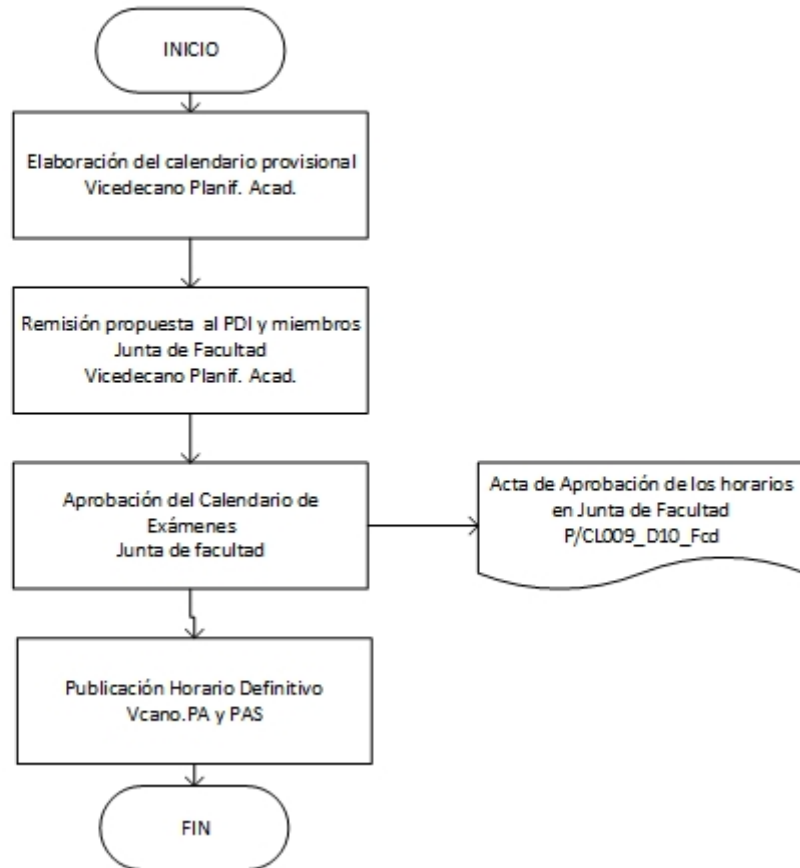 INICIO
Elaboración del calendario provisional
Vicedecano Planif. Acad.
Remisión propuesta al PDI y miembros
Junta de Facultad
Vicedecano Planif. Acad.
Aprobación del Calendario de
Exámenes
Junta de facultad
Acta de Aprobación de los horarios
en Junta de Facultad
P/CL009_D10_Fcd
Publicación Horario Definitivo
Vcano.PA y PAS
FIN